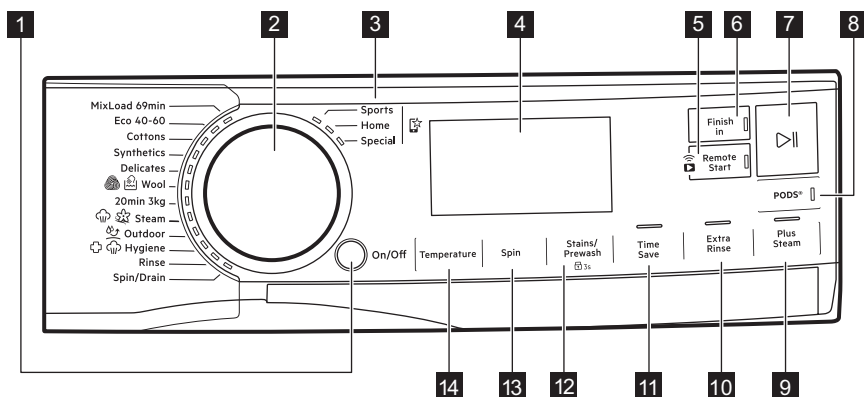 1
2
3
4
5
6
7
8
MixLoad 69min
Eco 40-60
Cottons
Synthetics
Delicates
Wool
20min 3kg
Steam
Outdoor
Hygiene
Rinse
Spin/Drain
Sports
Home
Special
On/Off
Temperature
Spin
Stains/
Prewash
3s
Time
Save
Extra
Rinse
Plus
Steam
Finish
in
Remote
Start
PODS®
14
13
12
11
10
9